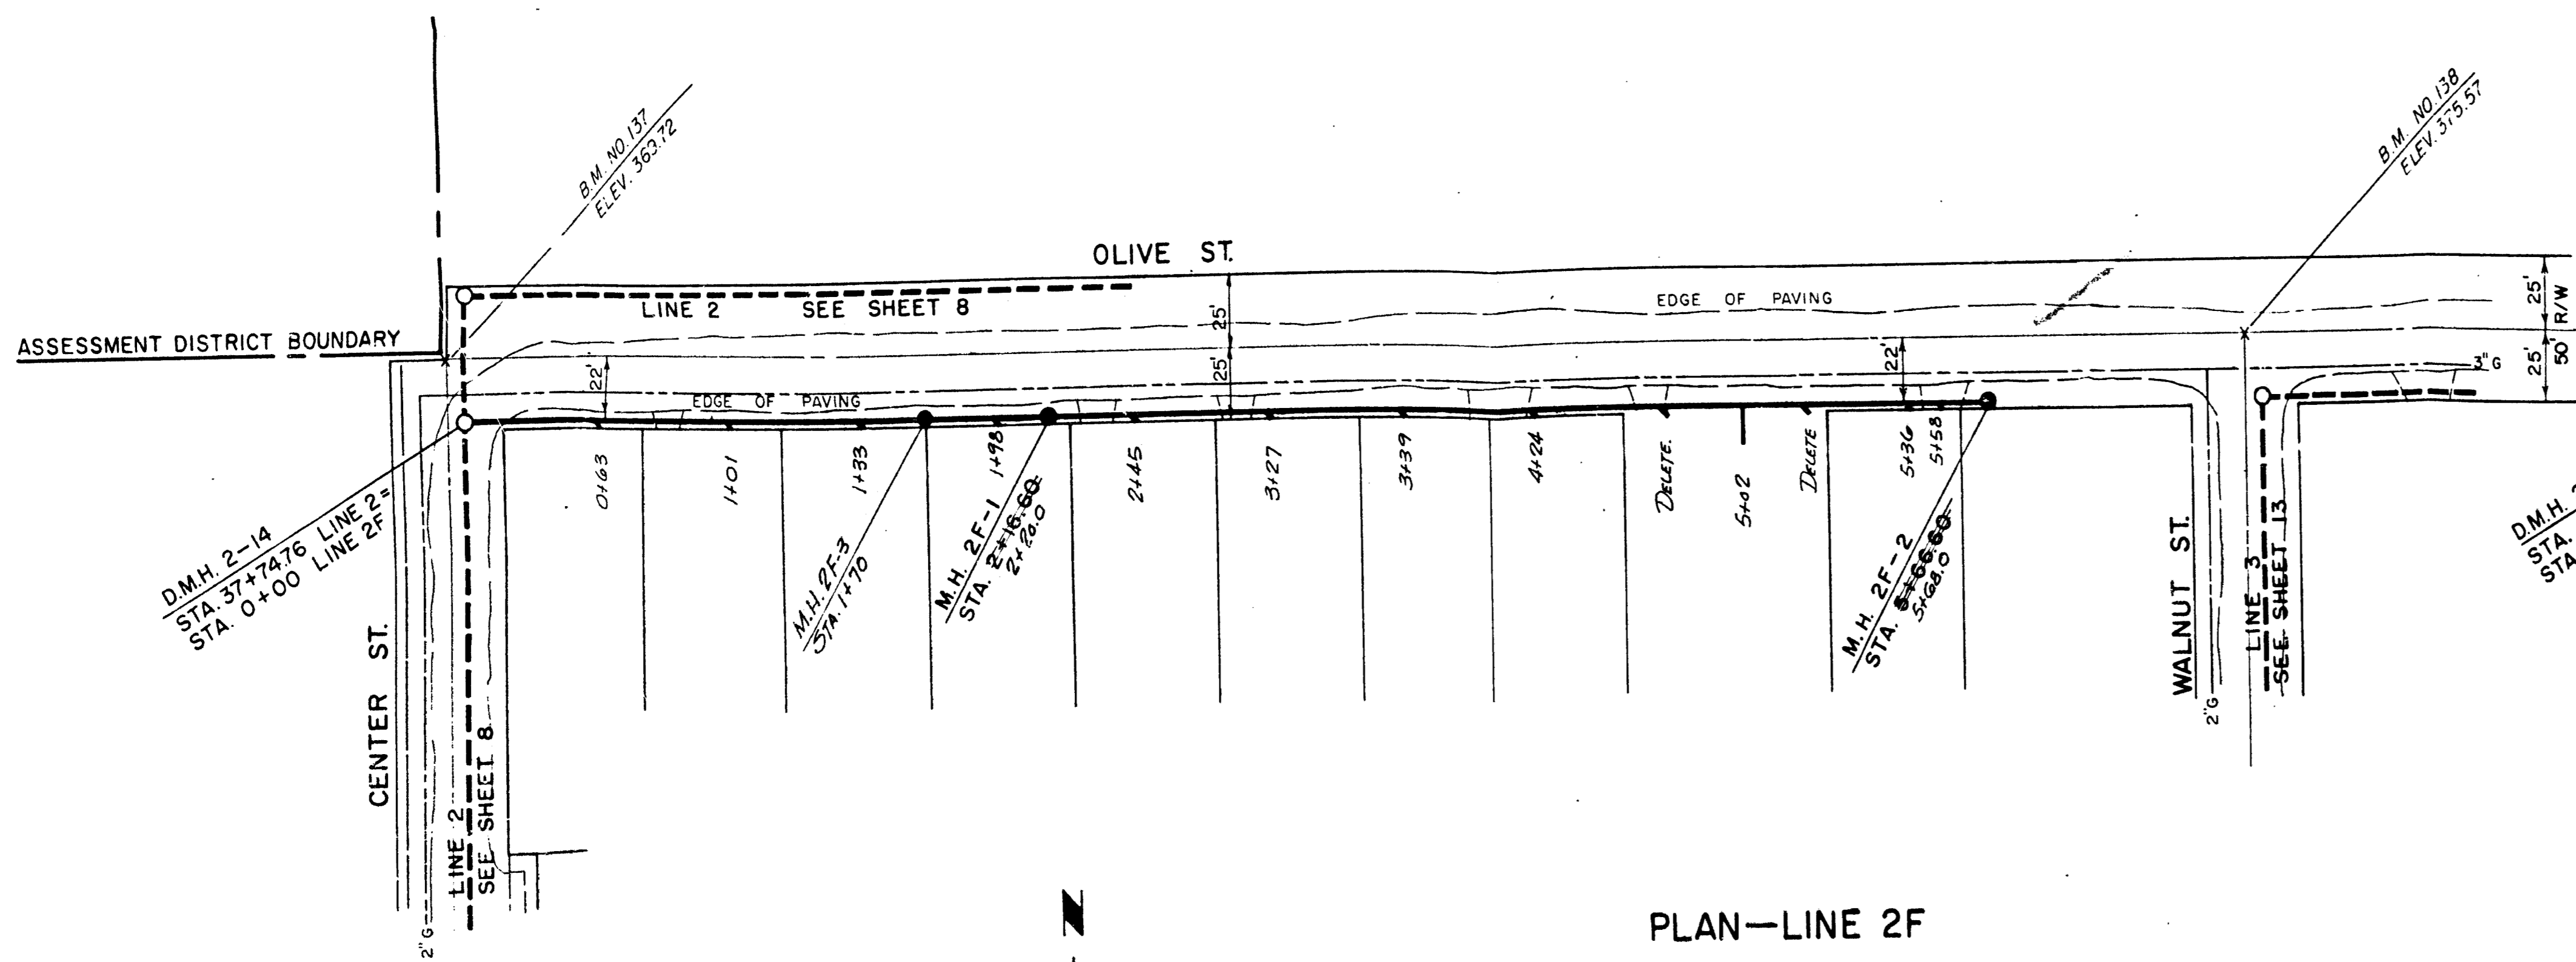 B.M. NO. 137
ELEV. 363.72
B.M. NO. 138
ELEV. 375.57
OLIVE ST.
LINE 2 SEE SHEET 8
EDGE OF PAVING
ASSESSMENT DISTRICT BOUNDARY
25'
25'
22'
22'
25'
25'
50' R/W
3"G
EDGE OF PAVING
0+63
1+01
1+33
1+98
2+45
3+27
3+39
4+24
DELETE.
5+02
DELETE
5+36
5+58
D.M.H. 2-14
STA. 37+74.76 LINE 2=
STA. 0+00 LINE 2F
M.H. 2F-3
STA. 1+70
M.H. 2F-1
STA. 2+16.60
2+20.0
M.H. 2F-2
STA. 5+66.60
5+68.0
D.M.H.
STA.
STA
CENTER ST.
LINE 2
SEE SHEET 8
2"G
WALNUT ST.
2"G
LINE 3
SEE SHEET 13
N
PLAN—LINE 2F